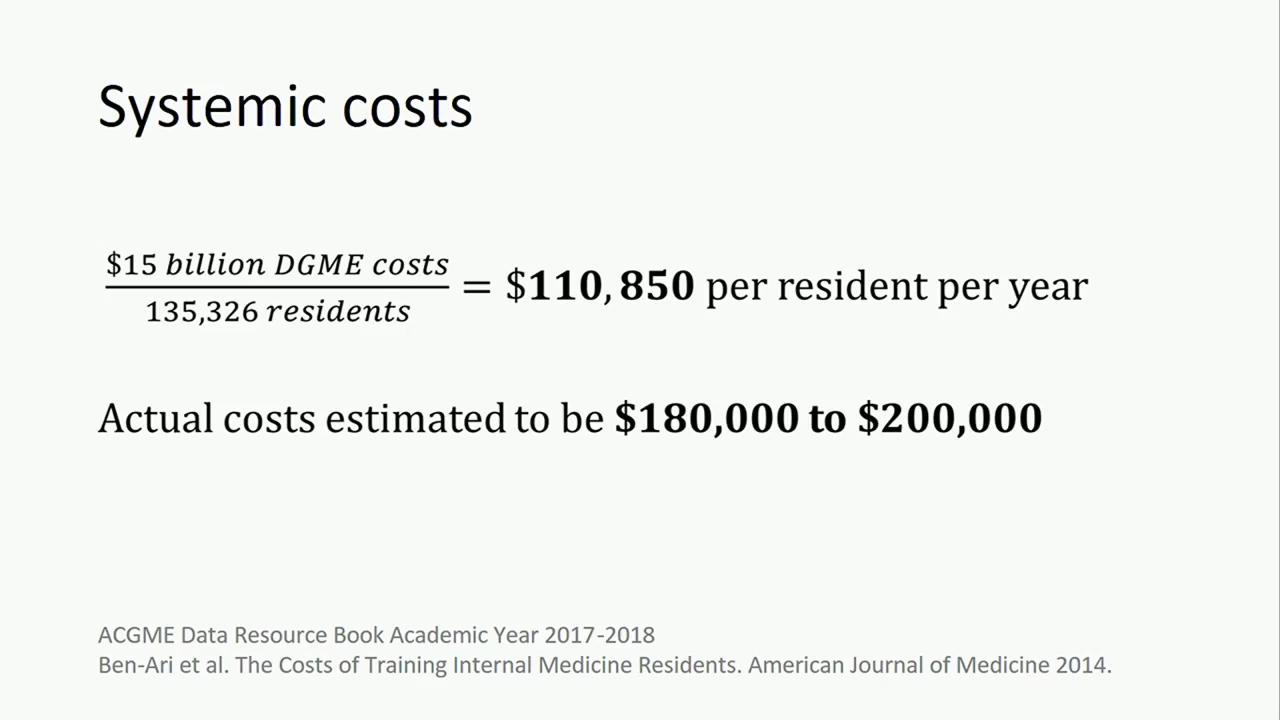 Systemic costs
$15 billion DGME costs
135,326 residents
= $110,850 per resident per year
Actual costs estimated to be $180,000 to $200,000
ACGME Data Resource Book Academic Year 2017-2018
Ben-Ari et al. The Costs of Training Internal Medicine Residents. American Journal of Medicine 2014.